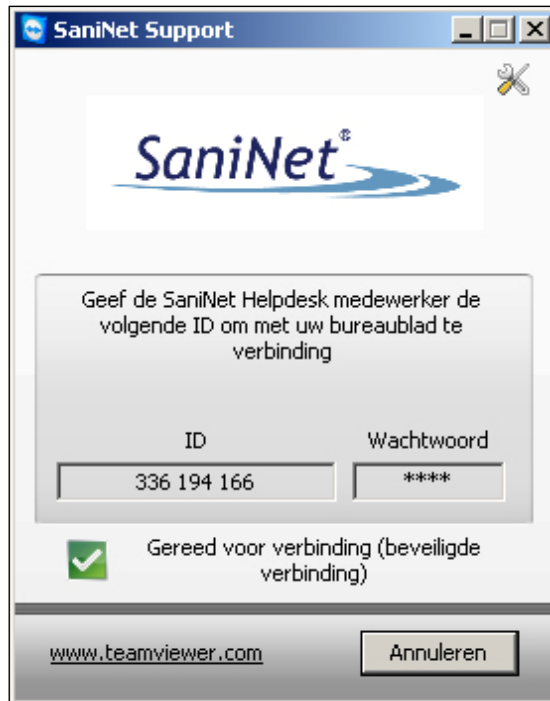 SaniNet Support
SaniNet®
Geef de SaniNet Helpdesk medewerker de
volgende ID om met uw bureaublad te
verbinding
ID Wachtwoord
336 194 166 ****
Gereed voor verbinding (beveiligde
verbinding)
www.teamviewer.com Annuleren